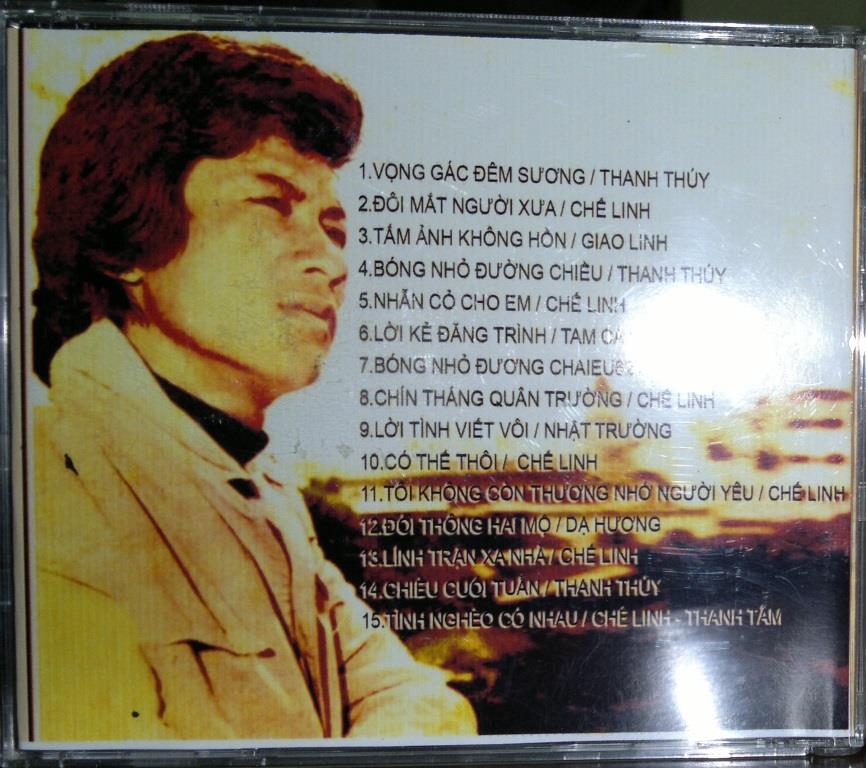 1.VỌNG GÁC ĐÊM SƯƠNG / THANH THÚY
2.ĐÔI MẮT NGƯỜI XƯA / CHẾ LINH
3.TẤM ẢNH KHÔNG HỒN / GIAO LINH
4.BÓNG NHỎ ĐƯỜNG CHIỀU / THANH THÚY
5.NHẪN CỎ CHO EM / CHẾ LINH
6.LỜI KẺ ĐĂNG TRÌNH / TAM CA
7.BÓNG NHỎ ĐƯƠNG
8.CHÍN THÁNG QUÂN TRƯỜNG / CHẾ LINH
9.LỜI TÌNH VIẾT VỘI / NHẬT TRƯỜNG
10.CÓ THẾ THÔI / CHẾ LINH
11.TÔI KHÔNG CÒN THƯƠNG NHỚ NGƯỜI YÊU / CHẾ LINH
12.ĐỒI THÔNG HAI MỘ / DẠ HƯƠNG
13.LÍNH TRẬN XA NHÀ / CHẾ LINH
14.CHIỀU CUỐI TUẦN / THANH THÚY
15.TÌNH NGHÈO CÓ NHAU / CHẾ LINH - THANH TÂM